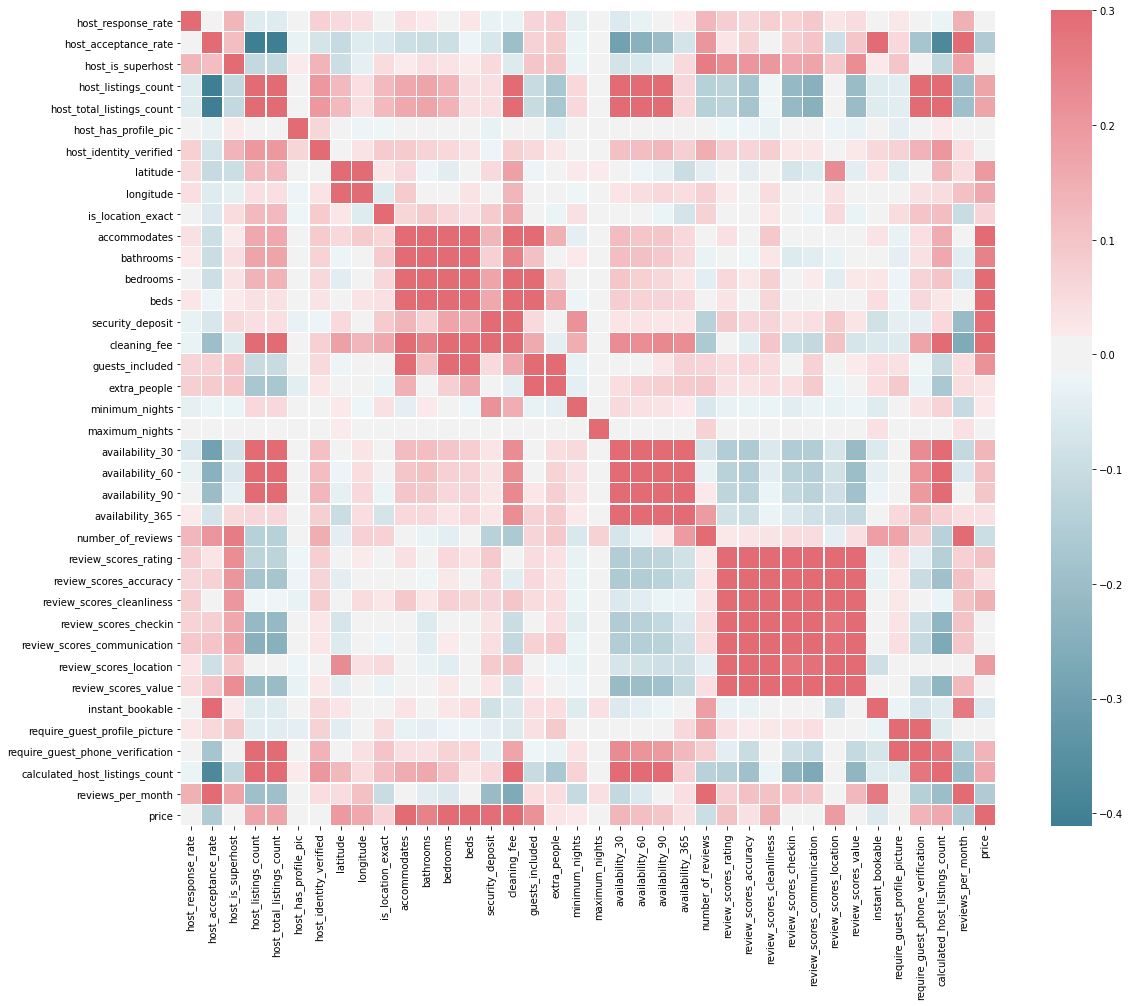 host_response_rate
host_acceptance_rate
host_is_superhost
host_listings_count
host_total_listings_count
host_has_profile_pic
host_identity_verified
latitude
longitude
is_location_exact
accommodates
bathrooms
bedrooms
beds
security_deposit
cleaning_fee
guests_included
extra_people
minimum_nights
maximum_nights
availability_30
availability_60
availability_90
availability_365
number_of_reviews
review_scores_rating
review_scores_accuracy
review_scores_cleanliness
review_scores_checkin
review_scores_communication
review_scores_location
review_scores_value
instant_bookable
require_guest_profile_picture
require_guest_phone_verification
calculated_host_listings_count
reviews_per_month
price
host_response_rate
host_acceptance_rate
host_is_superhost
host_listings_count
host_total_listings_count
host_has_profile_pic
host_identity_verified
latitude
longitude
is_location_exact
accommodates
bathrooms
bedrooms
beds
security_deposit
cleaning_fee
guests_included
extra_people
minimum_nights
maximum_nights
availability_30
availability_60
availability_90
availability_365
number_of_reviews
review_scores_rating
review_scores_accuracy
review_scores_cleanliness
review_scores_checkin
review_scores_communication
review_scores_location
review_scores_value
instant_bookable
require_guest_profile_picture
require_guest_phone_verification
calculated_host_listings_count
reviews_per_month
price
0.3
0.2
0.1
0.0
−0.1
−0.2
−0.3
−0.4